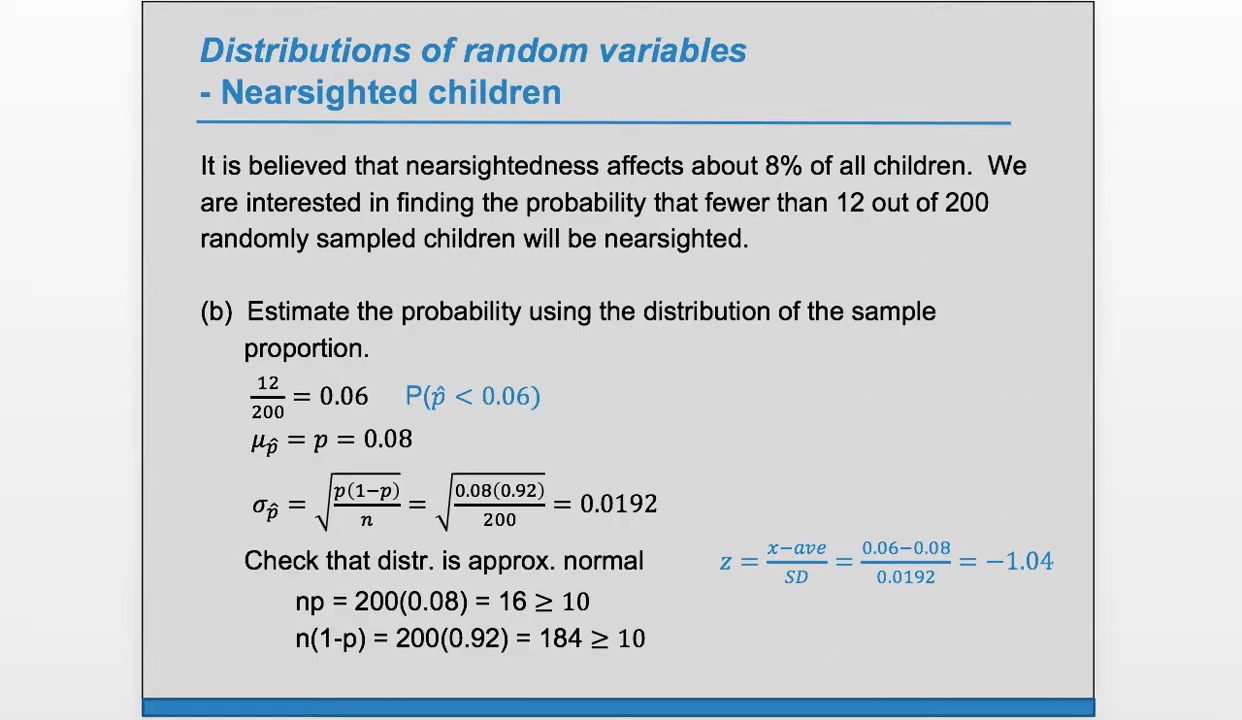 Distributions of random variables
- Nearsighted children
It is believed that nearsightedness affects about 8% of all children. We
are interested in finding the probability that fewer than 12 out of 200
randomly sampled children will be nearsighted.
(b) Estimate the probability using the distribution of the sample
proportion.
12/200 = 0.06 P(p̂ < 0.06)
μp̂ = p = 0.08
σp̂ = √(p(1−p)/n) = √(0.08(0.92)/200) = 0.0192
Check that distr. is approx. normal z = x−ave/SD = 0.06−0.08/0.0192 = −1.04
np = 200(0.08) = 16 ≥ 10
n(1-p) = 200(0.92) = 184 ≥ 10